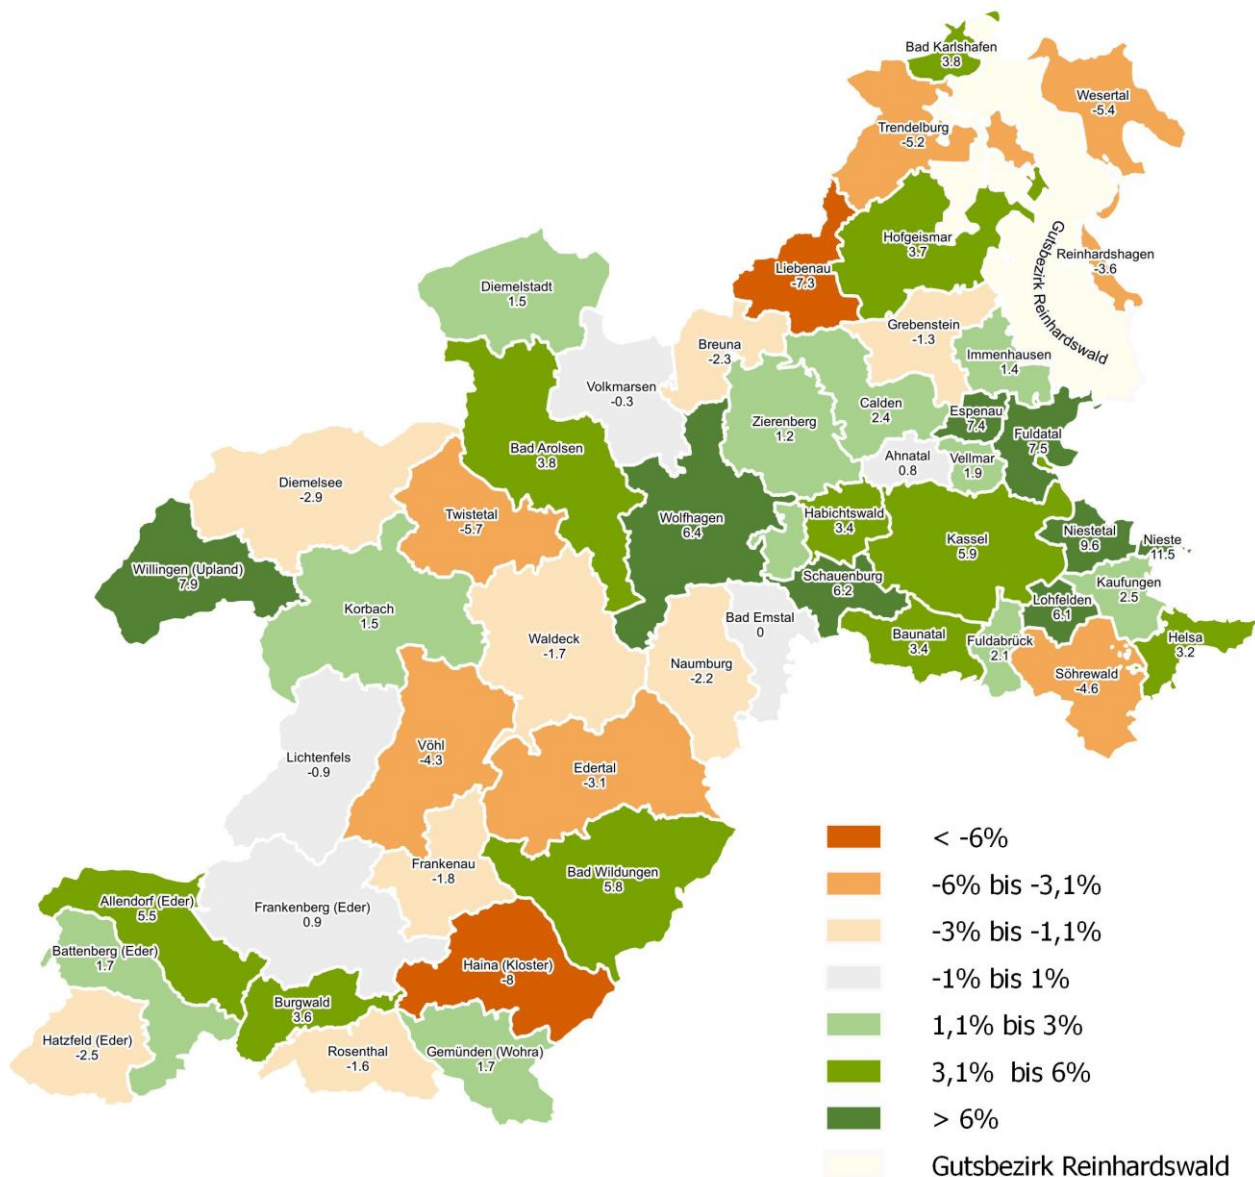 Bad Karlshafen
3.8
Wesertal
-5.4
Trendelburg
-5.2
Hofgeismar
3.7
Gutsbezirk Reinhardswald
Reinhardshagen
-3.6
Liebenau
-7.3
Diemelstadt
1.5
Grebenstein
-1.3
Breuna
-2.3
Immenhausen
1.4
Volkmarsen
-0.3
Calden
2.4
Espenau
7.4
Zierenberg
1.2
Fuldatal
7.5
Bad Arolsen
3.8
Ahnatal
0.8
Vellmar
1.9
Diemelsee
-2.9
Twistetal
-5.7
Wolfhagen
6.4
Habichtswald
3.4
Kassel
5.9
Niestetal
9.6
Nieste
11.5
Willingen (Upland)
7.9
Schauenburg
6.2
Kaufungen
2.5
Korbach
1.5
Lohfelden
6.1
Bad Emstal
0
Waldeck
-1.7
Baunatal
3.4
Fuldabrück
2.1
Helsa
3.2
Naumburg
-2.2
Söhrewald
-4.6
Vöhl
-4.3
Lichtenfels
-0.9
Edertal
-3.1
Frankenau
-1.8
Bad Wildungen
5.8
Allendorf (Eder)
5.5
Frankenberg (Eder)
0.9
Battenberg (Eder)
1.7
Haina (Kloster)
-8
Burgwald
3.6
Hatzfeld (Eder)
-2.5
Rosenthal
-1.6
Gemünden (Wohra)
1.7
< -6%
-6% bis -3,1%
-3% bis -1,1%
-1% bis 1%
1,1% bis 3%
3,1% bis 6%
> 6%
Gutsbezirk Reinhardswald